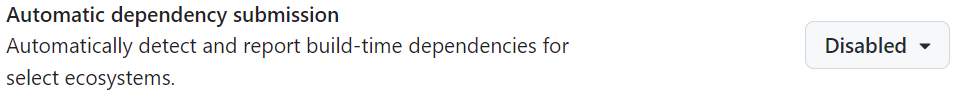 Automatic dependency submission
Automatically detect and report build-time dependencies for
select ecosystems.
Disabled